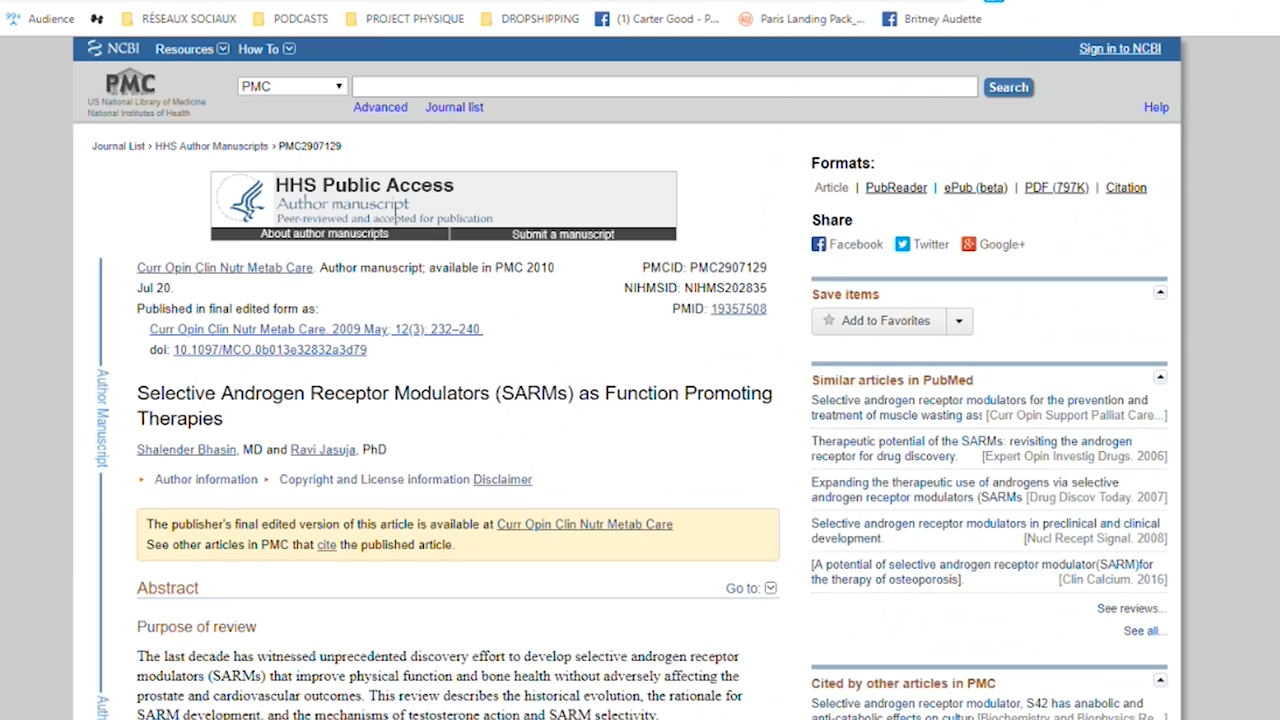 99+ Audience RÉSEAUX SOCIAUX PODCASTS PROJECT PHYSIQUE DROPSHIPPING (1) Carter Good - P... Paris Landing Pack_... Britney Audette
NCBI Resources How To Sign in to NCBI
PMC
US National Library of Medicine
National Institutes of Health
PMC Search
Advanced Journal list Help
Journal List > HHS Author Manuscripts > PMC2907129
HHS Public Access
Author manuscript
Peer-reviewed and accepted for publication
About author manuscripts Submit a manuscript
Curr Opin Clin Nutr Metab Care. Author manuscript; available in PMC 2010
Jul 20.
Published in final edited form as:
Curr Opin Clin Nutr Metab Care. 2009 May; 12(3): 232–240.
doi: 10.1097/MCO.0b013e32832a3d79
PMCID: PMC2907129
NIHMSID: NIHMS202835
PMID: 19357508
Author Manuscript
Selective Androgen Receptor Modulators (SARMs) as Function Promoting
Therapies
Shalender Bhasin, MD and Ravi Jasuja, PhD
Author information Copyright and License information Disclaimer
The publisher's final edited version of this article is available at Curr Opin Clin Nutr Metab Care
See other articles in PMC that cite the published article.
Abstract Go to:
Purpose of review
The last decade has witnessed unprecedented discovery effort to develop selective androgen receptor
modulators (SARMs) that improve physical function and bone health without adversely affecting the
prostate and cardiovascular outcomes. This review describes the historical evolution, the rationale for
SARM development, and the mechanisms of testosterone action and SARM selectivity.
Formats:
Article | PubReader | ePub (beta) | PDF (797K) | Citation
Share
Facebook Twitter Google+
Save items
Add to Favorites
Similar articles in PubMed
Selective androgen receptor modulators for the prevention and
treatment of muscle wasting as [Curr Opin Support Palliat Care...]
Therapeutic potential of the SARMs: revisiting the androgen
receptor for drug discovery. [Expert Opin Investig Drugs. 2006]
Expanding the therapeutic use of androgens via selective
androgen receptor modulators (SARMs [Drug Discov Today. 2007]
Selective androgen receptor modulators in preclinical and clinical
development. [Nucl Recept Signal. 2008]
[A potential of selective androgen receptor modulator(SARM)for
the therapy of osteoporosis]. [Clin Calcium. 2016]
See reviews...
See all...
Cited by other articles in PMC
Selective androgen receptor modulator, S42 has anabolic and
anti-catabolic effects on cultur [Biochemistry and Biophysics Re...]